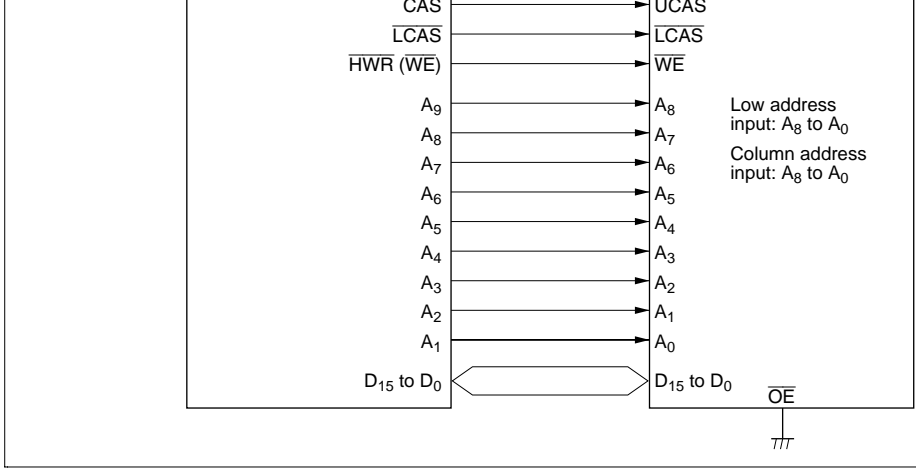 CAS UCAS
LCAS LCAS
HWR (WE) WE
A9 A8
A8 A7
A7 A6
A6 A5
A5 A4
A4 A3
A3 A2
A2 A1
A1 A0
D15 to D0 D15 to D0
Low address
input: A8 to A0
Column address
input: A8 to A0
OE